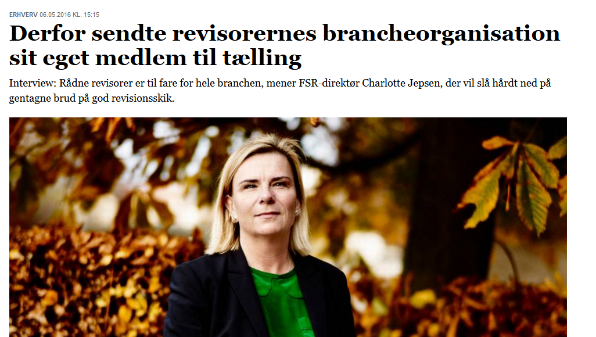 ERHVERV 06.05.2016 KL. 15:15
Derfor sendte revisorernes brancheorganisation
sit eget medlem til tælling
Interview: Rådne revisorer er til fare for hele branchen, mener FSR-direktør Charlotte Jepsen, der vil slå hårdt ned på
gentagne brud på god revisionsskik.